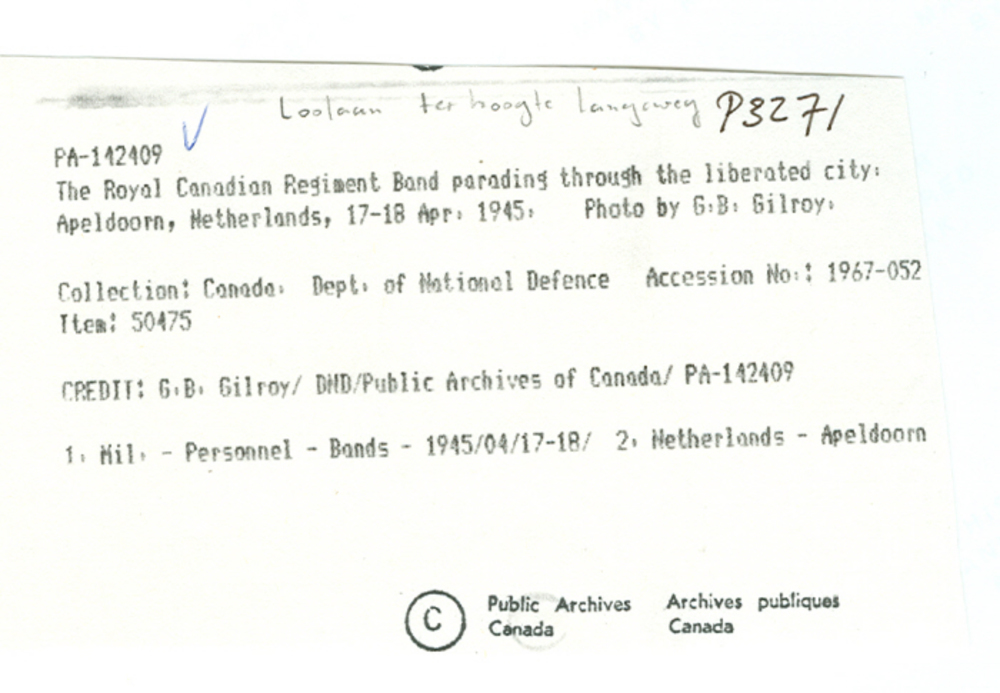 Loolaan ter hoogte Langeweg P3271
PA-142409
The Royal Canadian Regiment Band parading through the liberated city.
Apeldoorn, Netherlands, 17-18 Apr. 1945. Photo by G.B. Gilroy.
Collection: Canada. Dept. of National Defence Accession No.: 1967-052
Item: 50475
CREDIT: G.B. Gilroy/ DND/Public Archives of Canada/ PA-142409
1. Mil. - Personnel - Bands - 1945/04/17-18/ 2. Netherlands - Apeldoorn
C Public Archives Archives publiques
Canada Canada